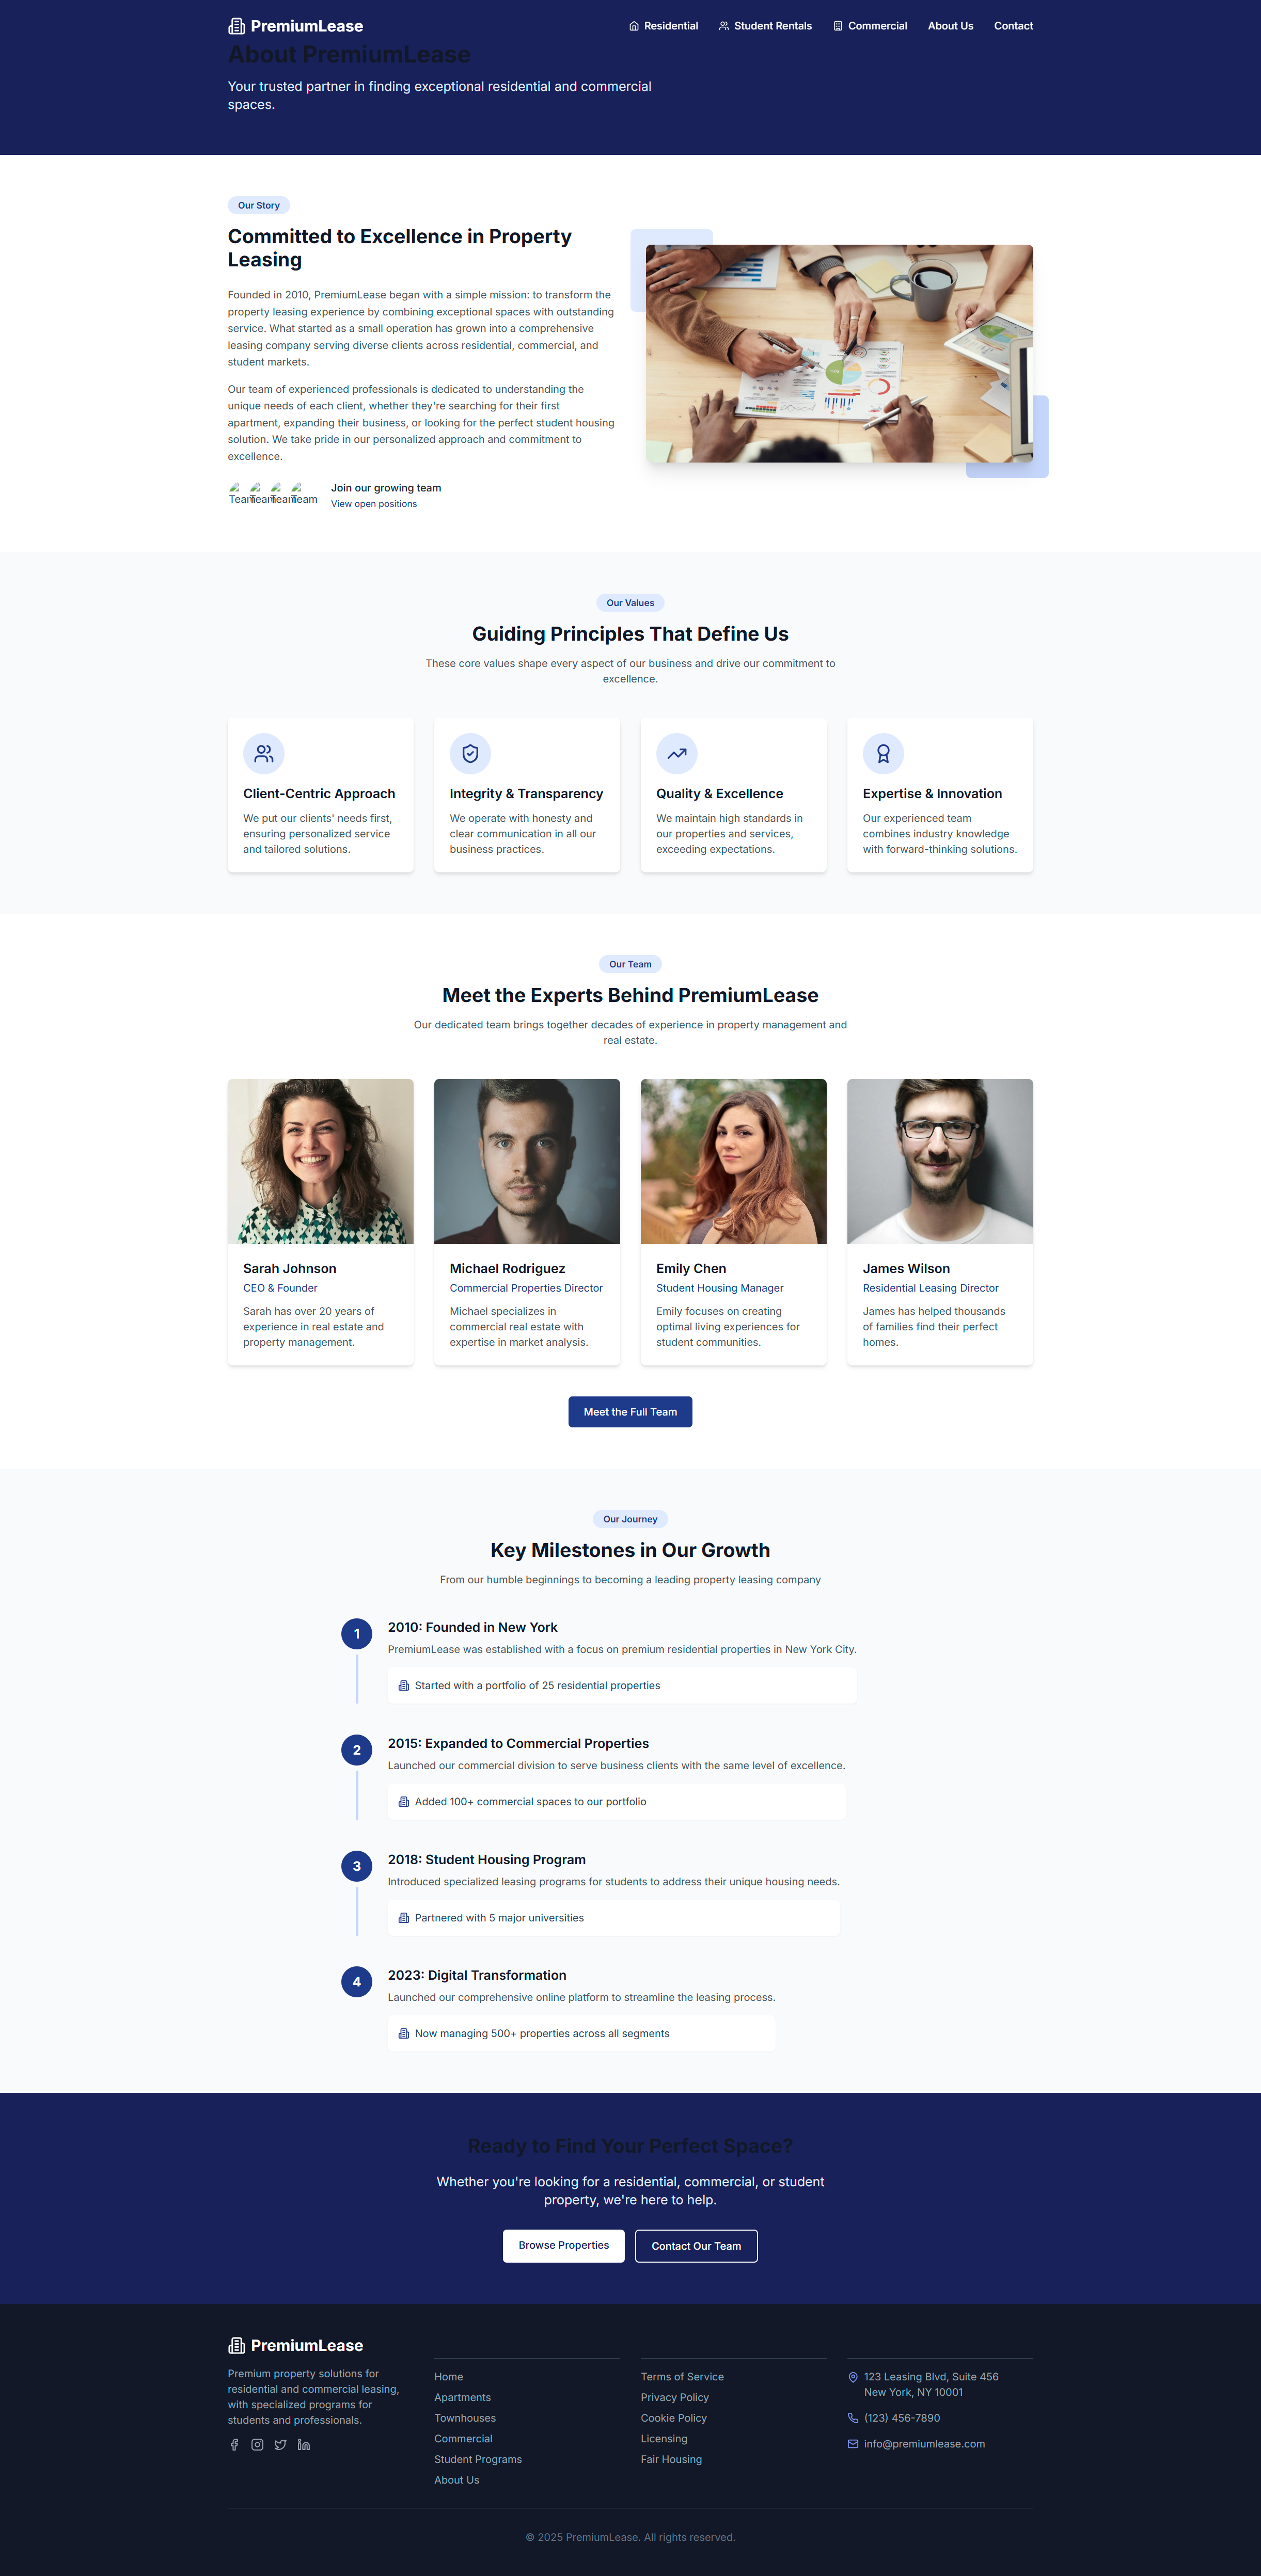 PremiumLease
Residential
Student Rentals
Commercial
About Us
Contact
About PremiumLease
Your trusted partner in finding exceptional residential and commercial
spaces.
Our Story
Committed to Excellence in Property
Leasing
Founded in 2010, PremiumLease began with a simple mission: to transform the
property leasing experience by combining exceptional spaces with outstanding
service. What started as a small operation has grown into a comprehensive
leasing company serving diverse clients across residential, commercial, and
student markets.
Our team of experienced professionals is dedicated to understanding the
unique needs of each client, whether they're searching for their first
apartment, expanding their business, or looking for the perfect student housing
solution. We take pride in our personalized approach and commitment to
excellence.
Team Team Team Team
Join our growing team
View open positions
Our Values
Guiding Principles That Define Us
These core values shape every aspect of our business and drive our commitment to
excellence.
Client-Centric Approach
We put our clients' needs first,
ensuring personalized service
and tailored solutions.
Integrity & Transparency
We operate with honesty and
clear communication in all our
business practices.
Quality & Excellence
We maintain high standards in
our properties and services,
exceeding expectations.
Expertise & Innovation
Our experienced team
combines industry knowledge
with forward-thinking solutions.
Our Team
Meet the Experts Behind PremiumLease
Our dedicated team brings together decades of experience in property management and
real estate.
Sarah Johnson
CEO & Founder
Sarah has over 20 years of
experience in real estate and
property management.
Michael Rodriguez
Commercial Properties Director
Michael specializes in
commercial real estate with
expertise in market analysis.
Emily Chen
Student Housing Manager
Emily focuses on creating
optimal living experiences for
student communities.
James Wilson
Residential Leasing Director
James has helped thousands
of families find their perfect
homes.
Meet the Full Team
Our Journey
Key Milestones in Our Growth
From our humble beginnings to becoming a leading property leasing company
1
2010: Founded in New York
PremiumLease was established with a focus on premium residential properties in New York City.
Started with a portfolio of 25 residential properties
2
2015: Expanded to Commercial Properties
Launched our commercial division to serve business clients with the same level of excellence.
Added 100+ commercial spaces to our portfolio
3
2018: Student Housing Program
Introduced specialized leasing programs for students to address their unique housing needs.
Partnered with 5 major universities
4
2023: Digital Transformation
Launched our comprehensive online platform to streamline the leasing process.
Now managing 500+ properties across all segments
Ready to Find Your Perfect Space?
Whether you're looking for a residential, commercial, or student
property, we're here to help.
Browse Properties
Contact Our Team
PremiumLease
Premium property solutions for
residential and commercial leasing,
with specialized programs for
students and professionals.
Home
Apartments
Townhouses
Commercial
Student Programs
About Us
Terms of Service
Privacy Policy
Cookie Policy
Licensing
Fair Housing
123 Leasing Blvd, Suite 456
New York, NY 10001
(123) 456-7890
info@premiumlease.com
© 2025 PremiumLease. All rights reserved.